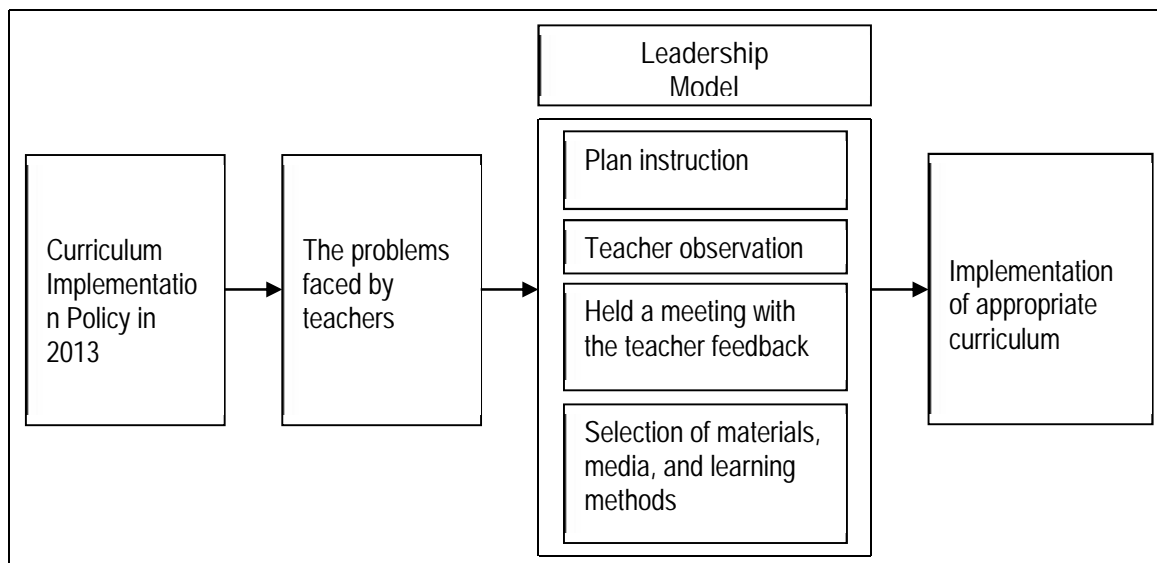 Leadership
Model
Curriculum
Implementatio
n Policy in
2013
The problems
faced by
teachers
Plan instruction
Teacher observation
Held a meeting with
the teacher feedback
Selection of materials,
media, and learning
methods
Implementation
of appropriate
curriculum